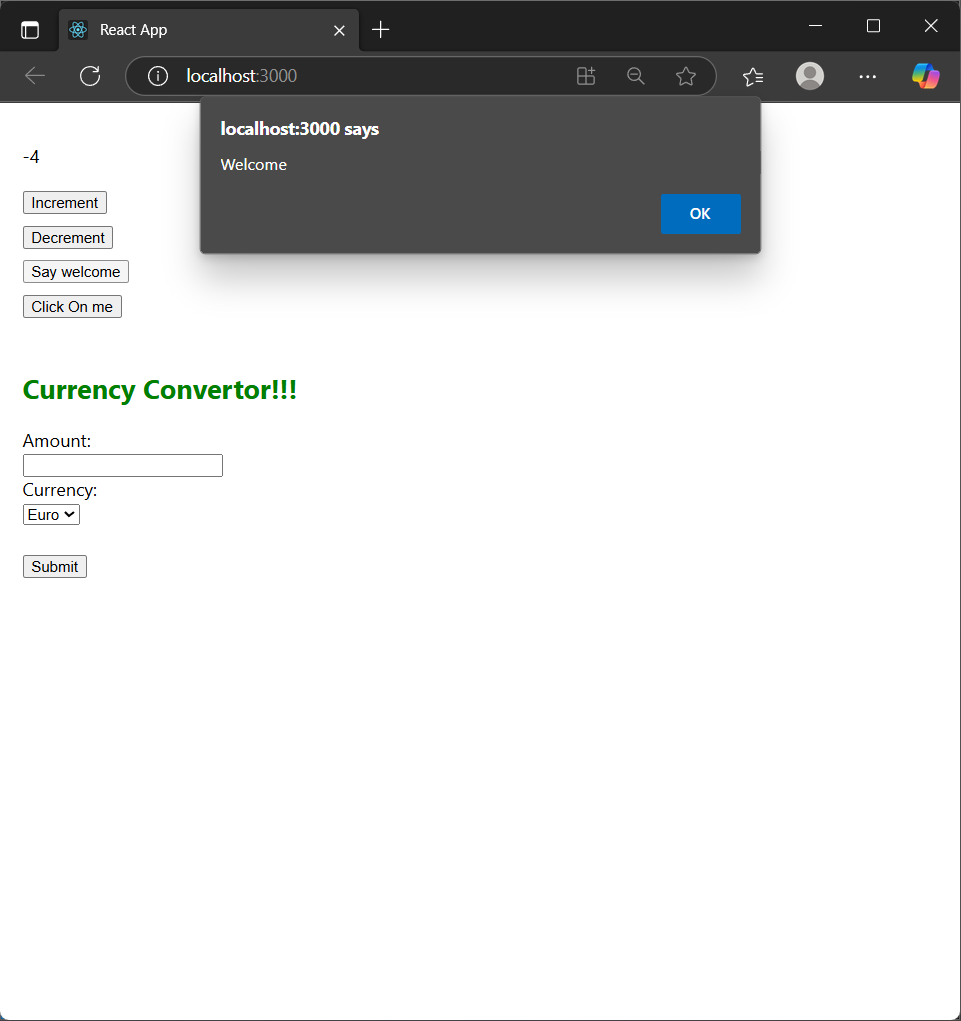 React App
localhost:3000
localhost:3000 says
Welcome
OK
-4
Increment
Decrement
Say welcome
Click On me
Currency Convertor!!!
Amount:
Currency:
Euro
Submit